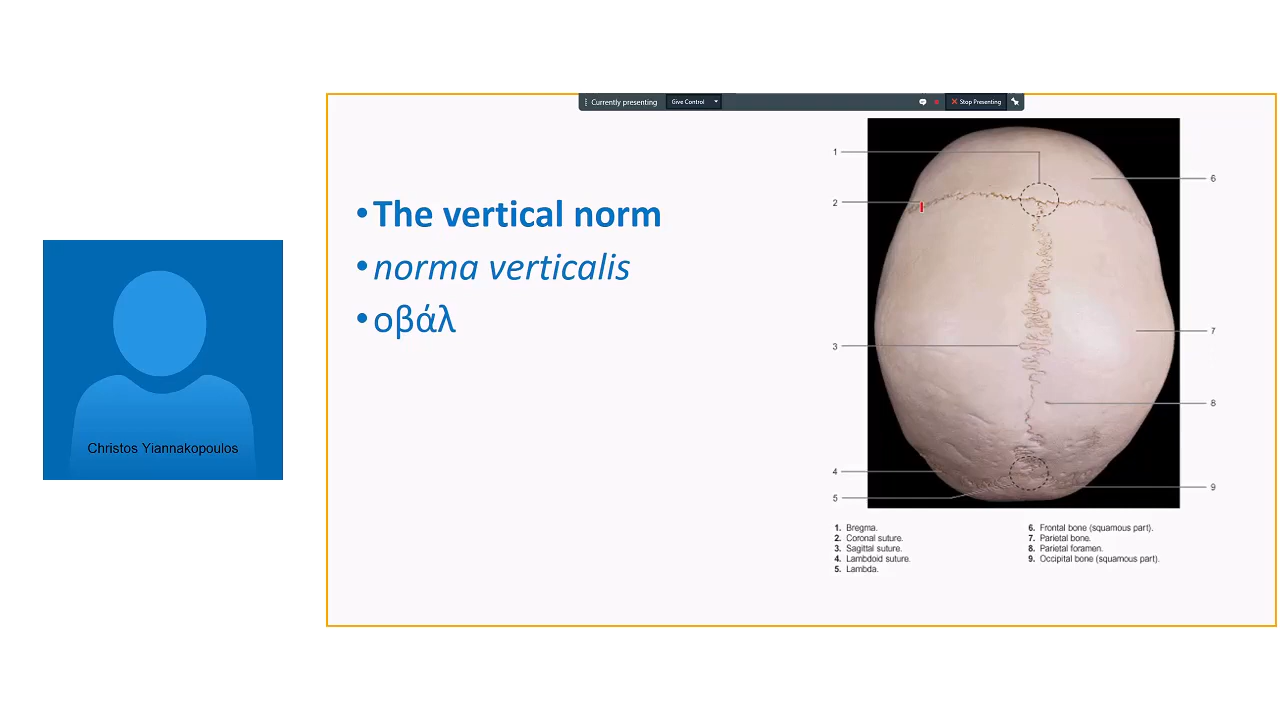 Currently presenting Give Control Stop Presenting
• The vertical norm
• norma verticalis
• οβάλ
1
2
3
4
5
6
7
8
9
1. Bregma.
2. Coronal suture.
3. Sagittal suture.
4. Lambdoid suture.
5. Lambda.
6. Frontal bone (squamous part).
7. Parietal bone.
8. Parietal foramen.
9. Occipital bone (squamous part).
Christos Yiannakopoulos